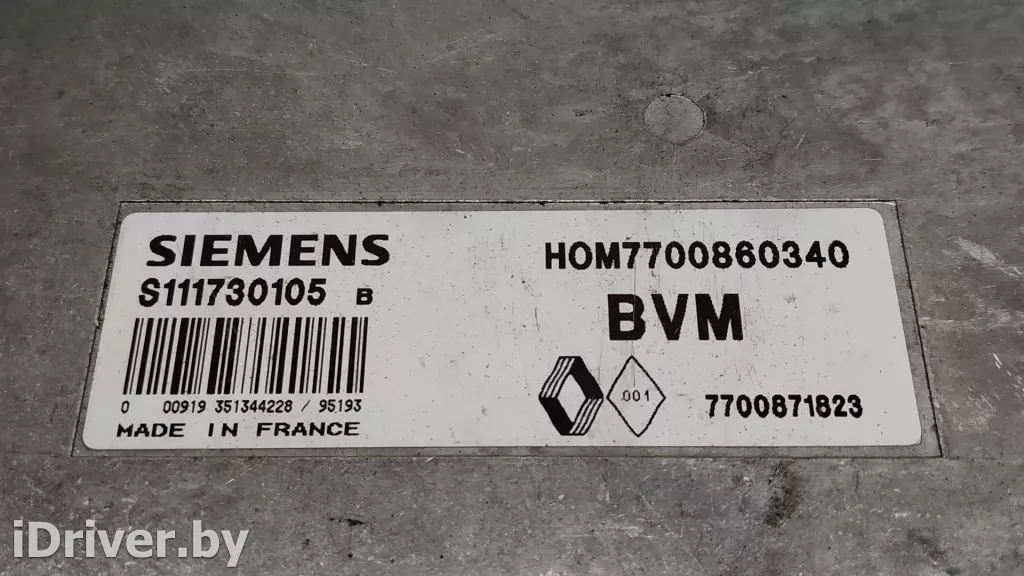 SIEMENS
S111730105 B
0 00919 351344228 / 95193
MADE IN FRANCE
HOM7700860340
BVM
001
7700871823
iDriver.by